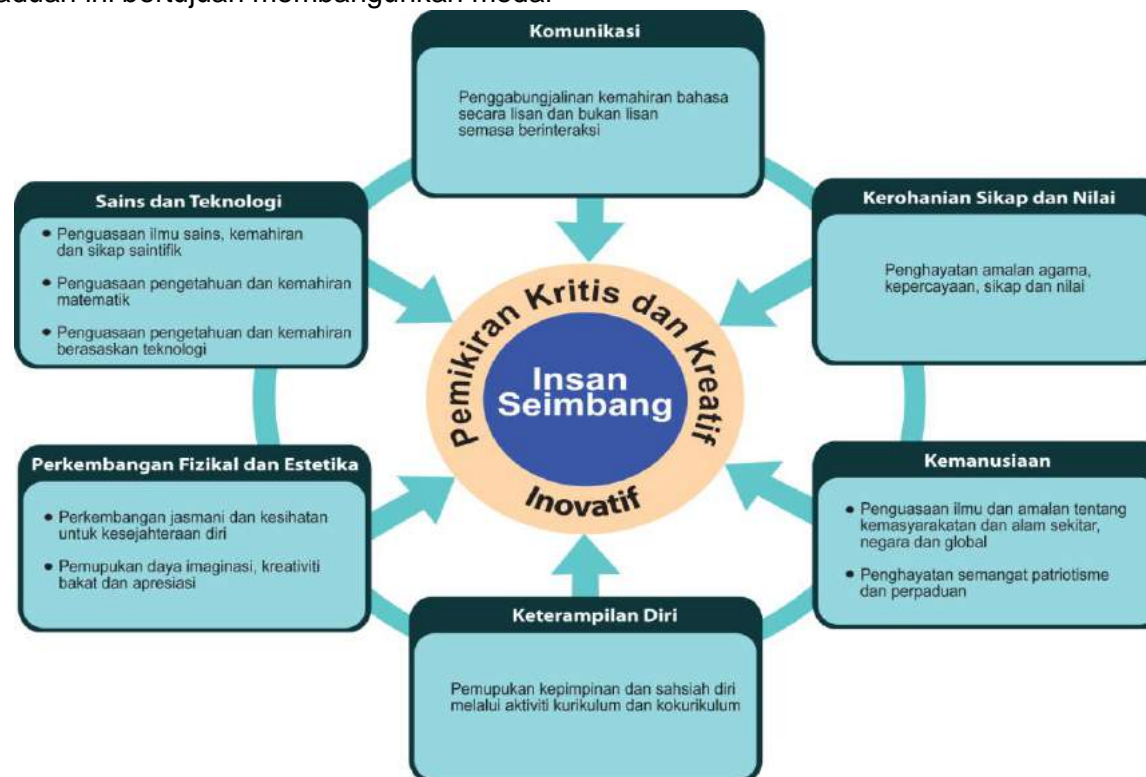 aduan ini bertujuan membangunkan modal
Komunikasi
Penggabungjalinan kemahiran bahasa
secara lisan dan bukan lisan
semasa berinteraksi
Sains dan Teknologi
• Penguasaan ilmu sains, kemahiran
dan sikap saintifik
• Penguasaan pengetahuan dan kemahiran
matematik
• Penguasaan pengetahuan dan kemahiran
berasaskan teknologi
Kerohanian Sikap dan Nilai
Penghayatan amalan agama,
kepercayaan, sikap dan nilai
Pemikiran Kritis dan Kreatif
Insan
Seimbang
Inovatif
Perkembangan Fizikal dan Estetika
• Perkembangan jasmani dan kesihatan
untuk kesejahteraan diri
• Pemupukan daya imaginasi, kreativiti
bakat dan apresiasi
Kemanusiaan
• Penguasaan ilmu dan amalan tentang
kemasyarakatan dan alam sekitar,
negara dan global
• Penghayatan semangat patriotisme
dan perpaduan
Keterampilan Diri
Pemupukan kepimpinan dan sahsiah diri
melalui aktiviti kurikulum dan kokurikulum